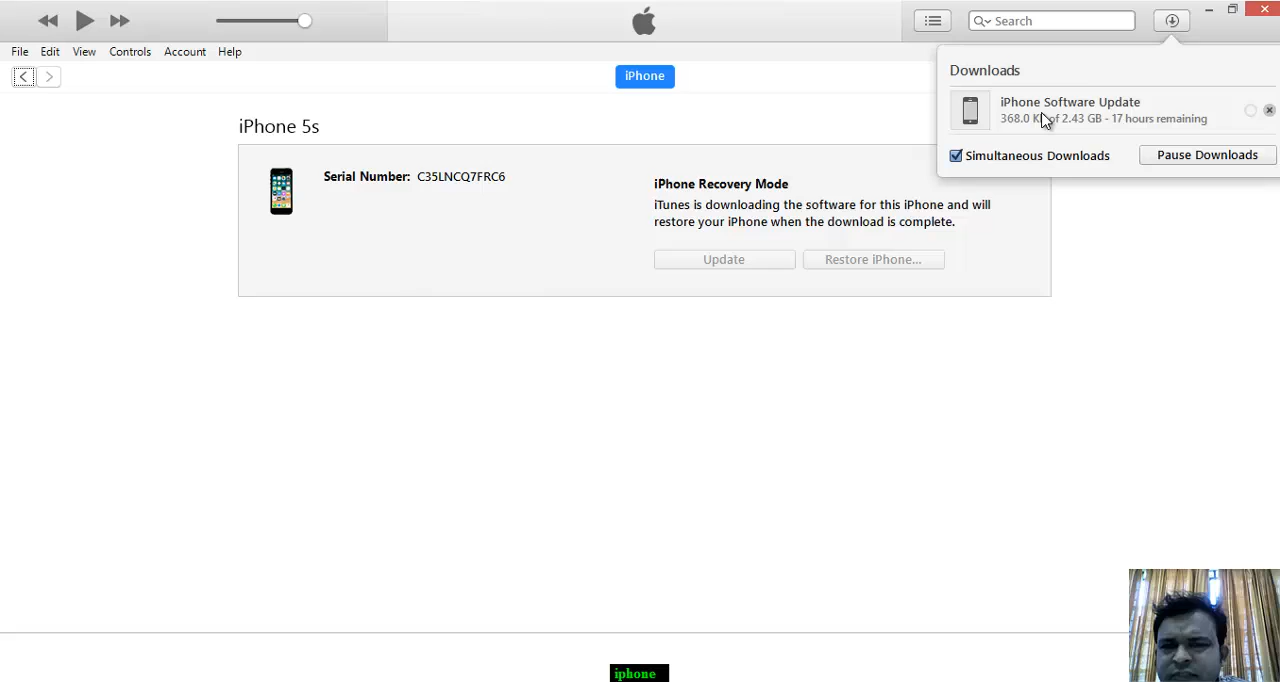 Search
File Edit View Controls Account Help
iPhone
Downloads
iPhone Software Update
368.0 of 2.43 GB - 17 hours remaining
Simultaneous Downloads
Pause Downloads
iPhone 5s
Serial Number: C35LNCQ7FRC6
iPhone Recovery Mode
iTunes is downloading the software for this iPhone and will
restore your iPhone when the download is complete.
Update
Restore iPhone...
iphone